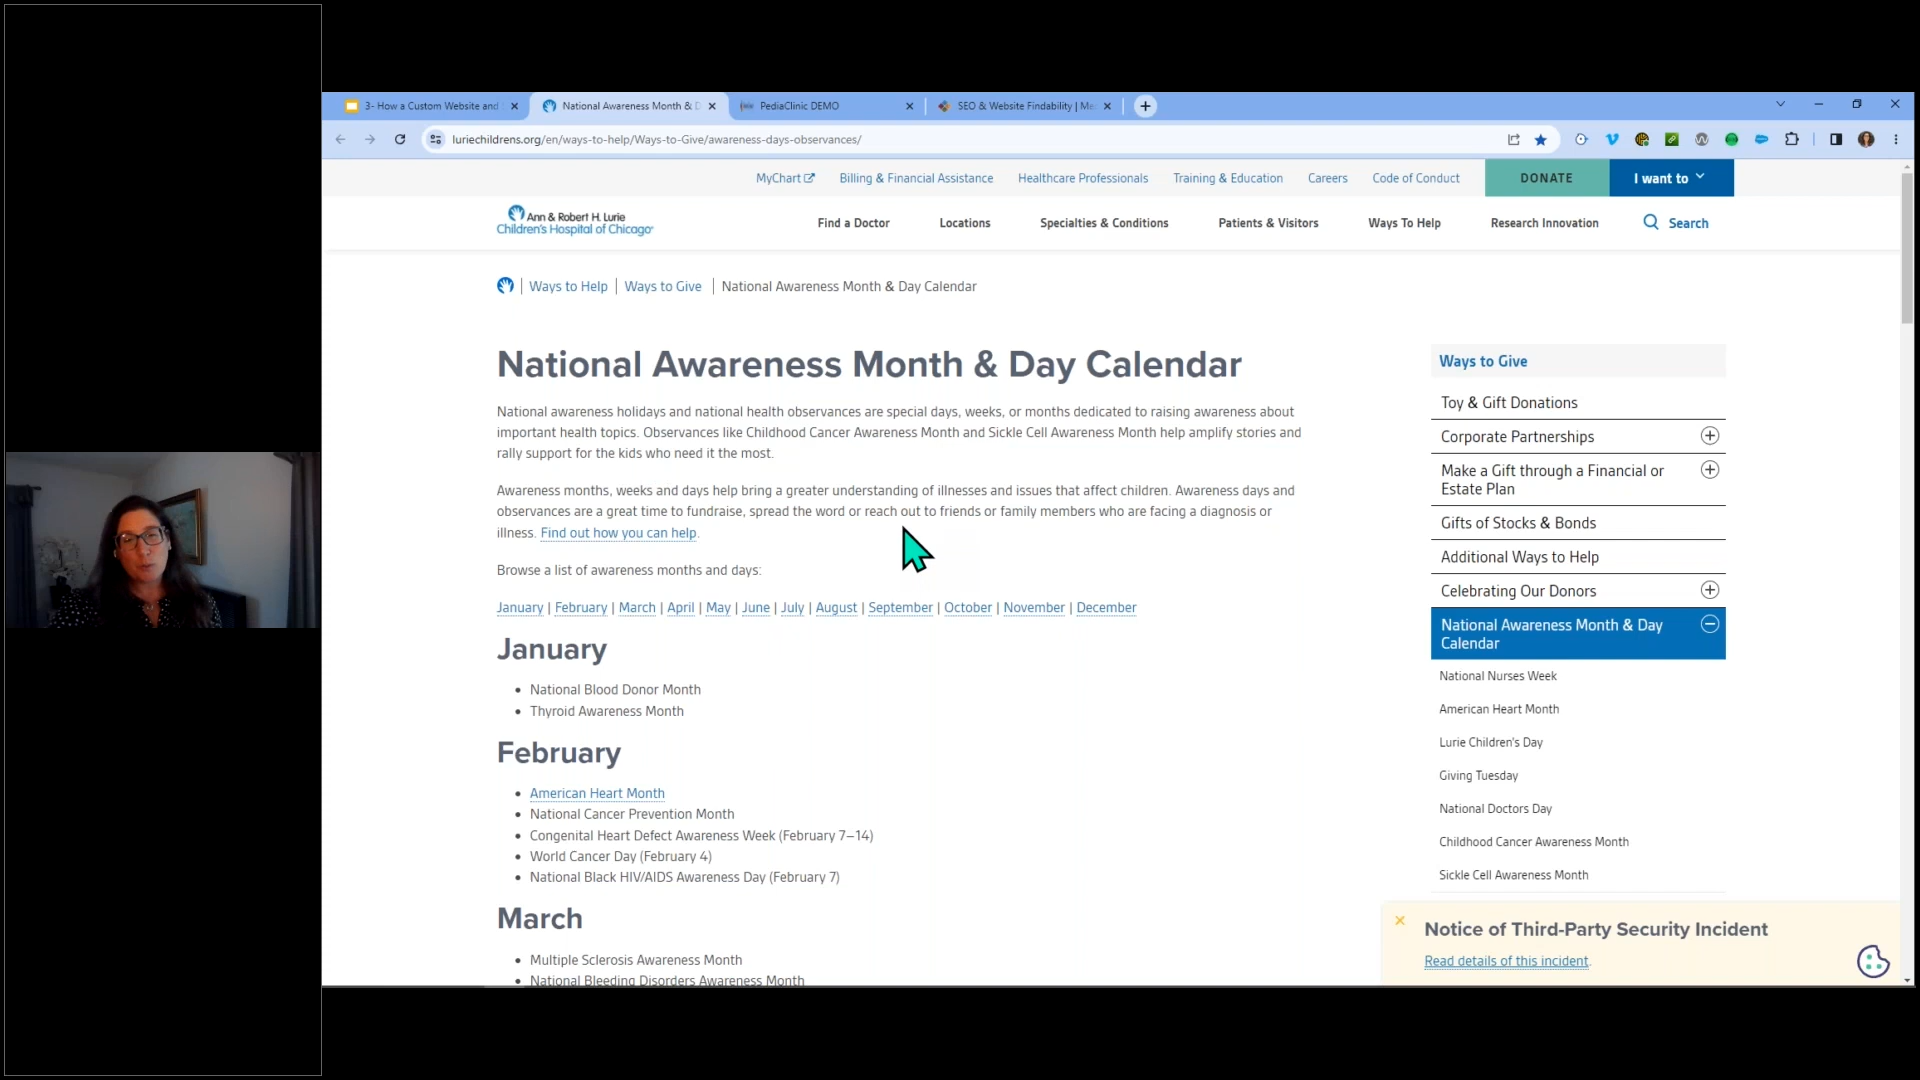 3- How a Custom Website and
National Awareness Month & D
PediaClinic DEMO
SEO & Website Findability | Me
luriechildrens.org/en/ways-to-help/Ways-to-Give/awareness-days-observances/
MyChart
Billing & Financial Assistance
Healthcare Professionals
Training & Education
Careers
Code of Conduct
DONATE
I want to
Ann & Robert H. Lurie
Children's Hospital of Chicago®
Find a Doctor
Locations
Specialties & Conditions
Patients & Visitors
Ways To Help
Research Innovation
Search
| Ways to Help | Ways to Give | National Awareness Month & Day Calendar
National Awareness Month & Day Calendar
National awareness holidays and national health observances are special days, weeks, or months dedicated to raising awareness about
important health topics. Observances like Childhood Cancer Awareness Month and Sickle Cell Awareness Month help amplify stories and
rally support for the kids who need it the most.
Awareness months, weeks and days help bring a greater understanding of illnesses and issues that affect children. Awareness days and
observances are a great time to fundraise, spread the word or reach out to friends or family members who are facing a diagnosis or
illness. Find out how you can help.
Browse a list of awareness months and days:
January | February | March | April | May | June | July | August | September | October | November | December
January
• National Blood Donor Month
• Thyroid Awareness Month
February
• American Heart Month
• National Cancer Prevention Month
• Congenital Heart Defect Awareness Week (February 7–14)
• World Cancer Day (February 4)
• National Black HIV/AIDS Awareness Day (February 7)
March
• Multiple Sclerosis Awareness Month
• National Bleeding Disorders Awareness Month
Ways to Give
Toy & Gift Donations
Corporate Partnerships
Make a Gift through a Financial or
Estate Plan
Gifts of Stocks & Bonds
Additional Ways to Help
Celebrating Our Donors
National Awareness Month & Day
Calendar
National Nurses Week
American Heart Month
Lurie Children's Day
Giving Tuesday
National Doctors Day
Childhood Cancer Awareness Month
Sickle Cell Awareness Month
Notice of Third-Party Security Incident
Read details of this incident.